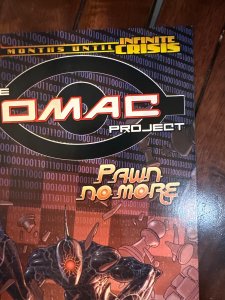 MONTHS UNTIL INFINITE CRISIS
E
OMAC
PROJECT
PAWN
NO MORE